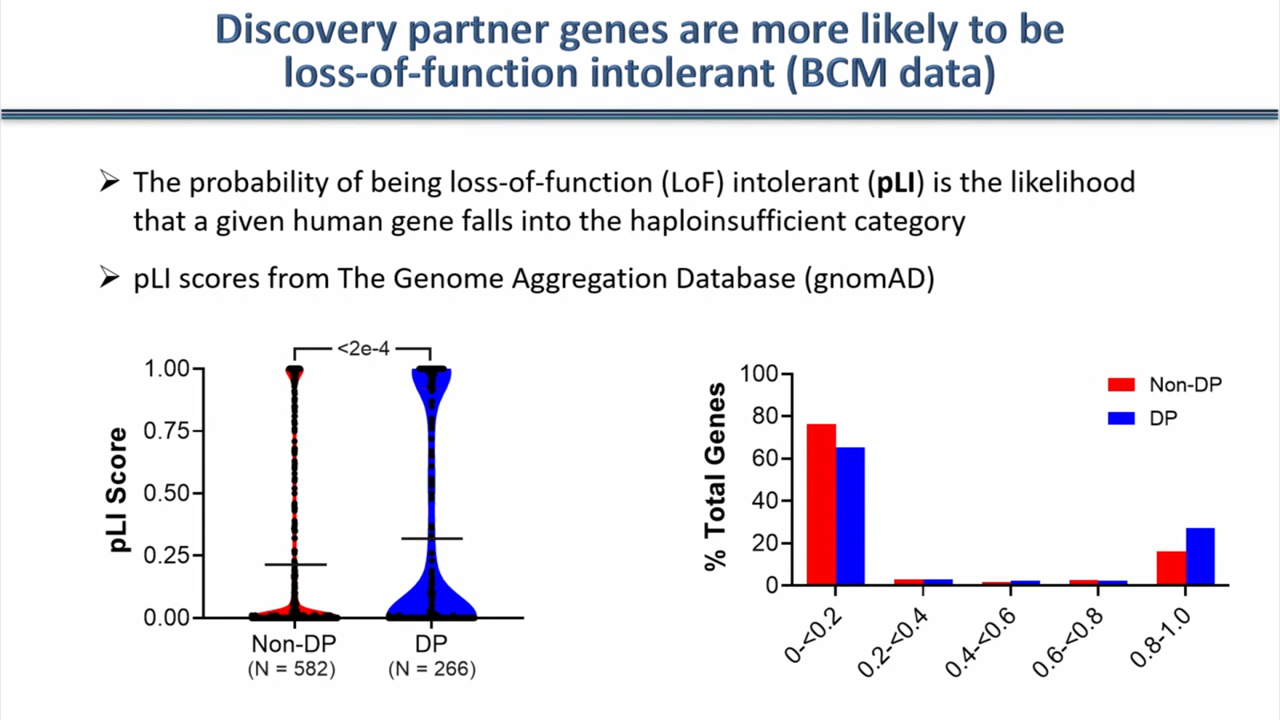 Discovery partner genes are more likely to be
loss-of-function intolerant (BCM data)
➢ The probability of being loss-of-function (LoF) intolerant (pLI) is the likelihood
that a given human gene falls into the haploinsufficient category
➢ pLI scores from The Genome Aggregation Database (gnomAD)
<2e-4
1.00
0.75
0.50
0.25
0.00
pLI Score
Non-DP
(N = 582)
DP
(N = 266)
100
80
60
40
20
0
% Total Genes
Non-DP
DP
0-<0.2
0.2-<0.4
0.4-<0.6
0.6-<0.8
0.8-1.0